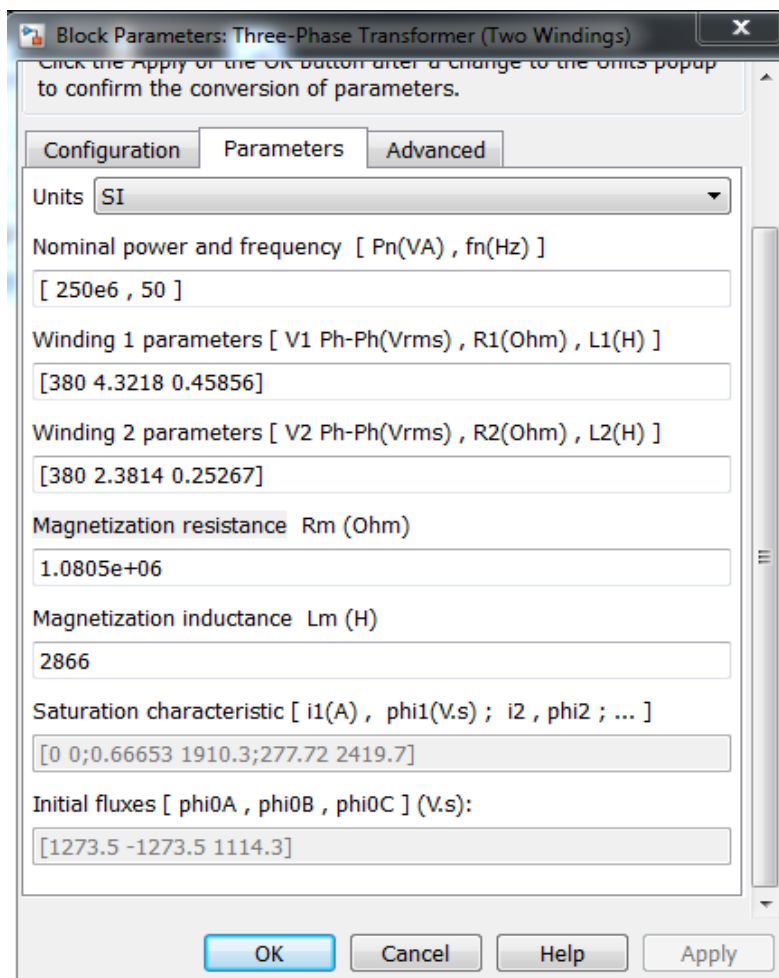 Block Parameters: Three-Phase Transformer (Two Windings)
x
Click the Apply or the OK button after a change to the Units popup
to confirm the conversion of parameters.
Configuration
Parameters
Advanced
Units SI
Nominal power and frequency [ Pn(VA) , fn(Hz) ]
[ 250e6 , 50 ]
Winding 1 parameters [ V1 Ph-Ph(Vrms) , R1(Ohm) , L1(H) ]
[380 4.3218 0.45856]
Winding 2 parameters [ V2 Ph-Ph(Vrms) , R2(Ohm) , L2(H) ]
[380 2.3814 0.25267]
Magnetization resistance Rm (Ohm)
1.0805e+06
Magnetization inductance Lm (H)
2866
Saturation characteristic [ i1(A) , phi1(V.s) ; i2 , phi2 ; ... ]
[0 0;0.66653 1910.3;277.72 2419.7]
Initial fluxes [ phi0A , phi0B , phi0C ] (V.s):
[1273.5 -1273.5 1114.3]
OK
Cancel
Help
Apply